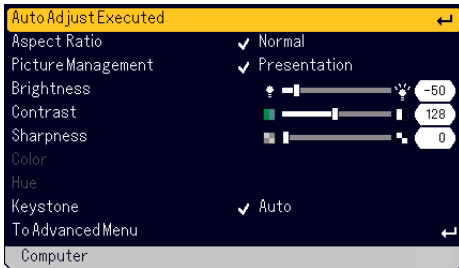 Auto Adjust Executed
Aspect Ratio Normal
Picture Management Presentation
Brightness -50
Contrast 128
Sharpness 0
Color
Hue
Keystone Auto
To Advanced Menu
Computer